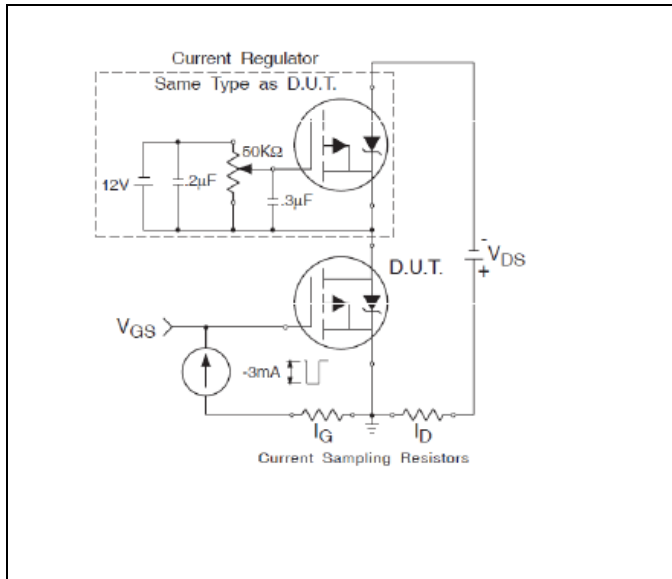 Current Regulator
Same Type as D.U.T.
50KΩ
12V
.2μF
.3μF
D.U.T.
-
VDS
+
VGS
-3mA
IG
ID
Current Sampling Resistors